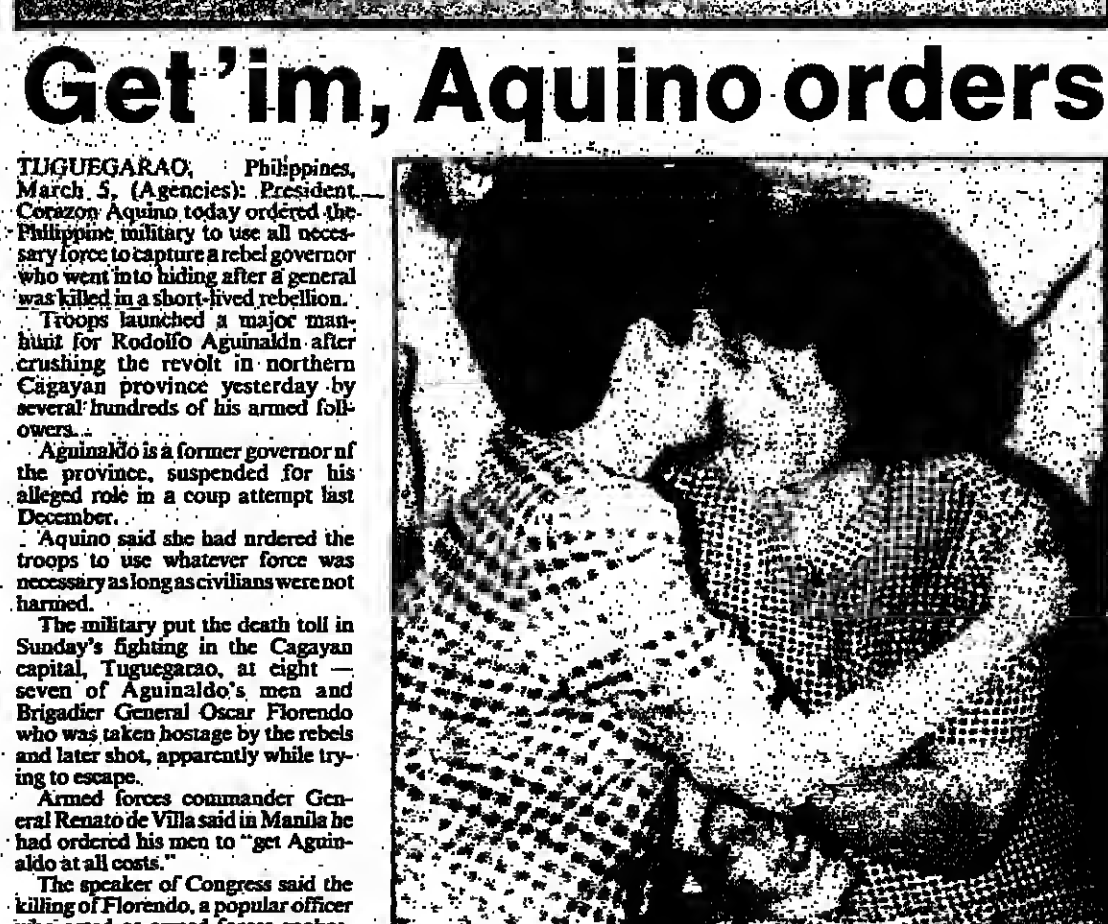 Get 'im, Aquino orders
TUGUEGARAO, Philippines,
March 5, (Agencies): President
Corazon Aquino today ordered the
Philippine military to use all neces-
sary force to capture a rebel governor
who went into hiding after a general
was killed in a short-lived rebellion.
Troops launched a major man-
hunt for Rodolfo Aguinaldn after
crushing the revolt in northern
Cagayan province yesterday by
several hundreds of his armed foll-
owers.
Aguinaldo is a former governor nf
the province, suspended for his
alleged role in a coup attempt last
December.
Aquino said she had nrdered the
troops to use whatever force was
necessary as long as civilians were not
harmed.
The military put the death toll in
Sunday's fighting in the Cagayan
capital, Tuguegarao, at eight —
seven of Aguinaldo's men and
Brigadier General Oscar Florendo
who was taken hostage by the rebels
and later shot, apparently while try-
ing to escape.
Armed forces commander Gen-
eral Renato de Villa said in Manila he
had ordered his men to "get Aguin-
aldo at all costs."
The speaker of Congress said the
killing of Florendo, a popular officer